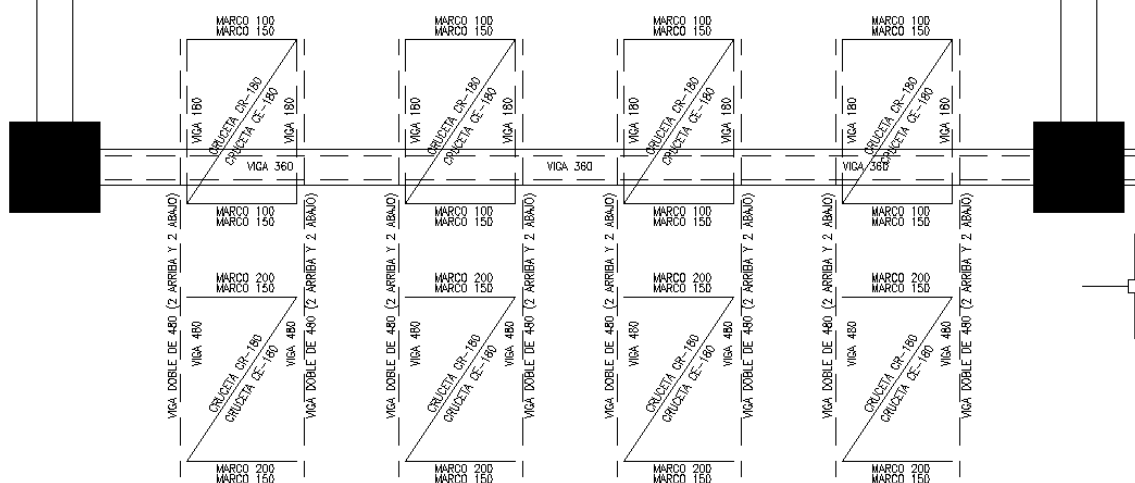 MARCO 100
MARCO 150
MARCO 100
MARCO 150
MARCO 100
MARCO 150
MARCO 100
MARCO 150
VIGA 180
CRUCETA CR-180
CRUCETA CE-180
VIGA 180
VIGA 180
CRUCETA CR-180
CRUCETA CE-180
VIGA 180
VIGA 180
CRUCETA CR-180
CRUCETA CE-180
VIGA 180
VIGA 180
CRUCETA CR-180
CRUCETA CE-180
VIGA 180
VIGA 360
VIGA 360
VIGA 360
MARCO 100
MARCO 150
MARCO 100
MARCO 150
MARCO 100
MARCO 150
MARCO 100
MARCO 150
VIGA DOBLE DE 480 (2 ARRIBA Y 2 ABAJO)
VIGA DOBLE DE 480 (2 ARRIBA Y 2 ABAJO)
VIGA DOBLE DE 480 (2 ARRIBA Y 2 ABAJO)
VIGA DOBLE DE 480 (2 ARRIBA Y 2 ABAJO)
VIGA DOBLE DE 480 (2 ARRIBA Y 2 ABAJO)
VIGA DOBLE DE 480 (2 ARRIBA Y 2 ABAJO)
VIGA DOBLE DE 480 (2 ARRIBA Y 2 ABAJO)
VIGA DOBLE DE 480 (2 ARRIBA Y 2 ABAJO)
MARCO 200
MARCO 150
MARCO 200
MARCO 150
MARCO 200
MARCO 150
MARCO 200
MARCO 150
VIGA 480
CRUCETA CR-180
CRUCETA CE-180
VIGA 480
VIGA 480
CRUCETA CR-180
CRUCETA CE-180
VIGA 480
VIGA 480
CRUCETA CR-180
CRUCETA CE-180
VIGA 480
VIGA 480
CRUCETA CR-180
CRUCETA CE-180
VIGA 480
MARCO 200
MARCO 150
MARCO 200
MARCO 150
MARCO 200
MARCO 150
MARCO 200
MARCO 150